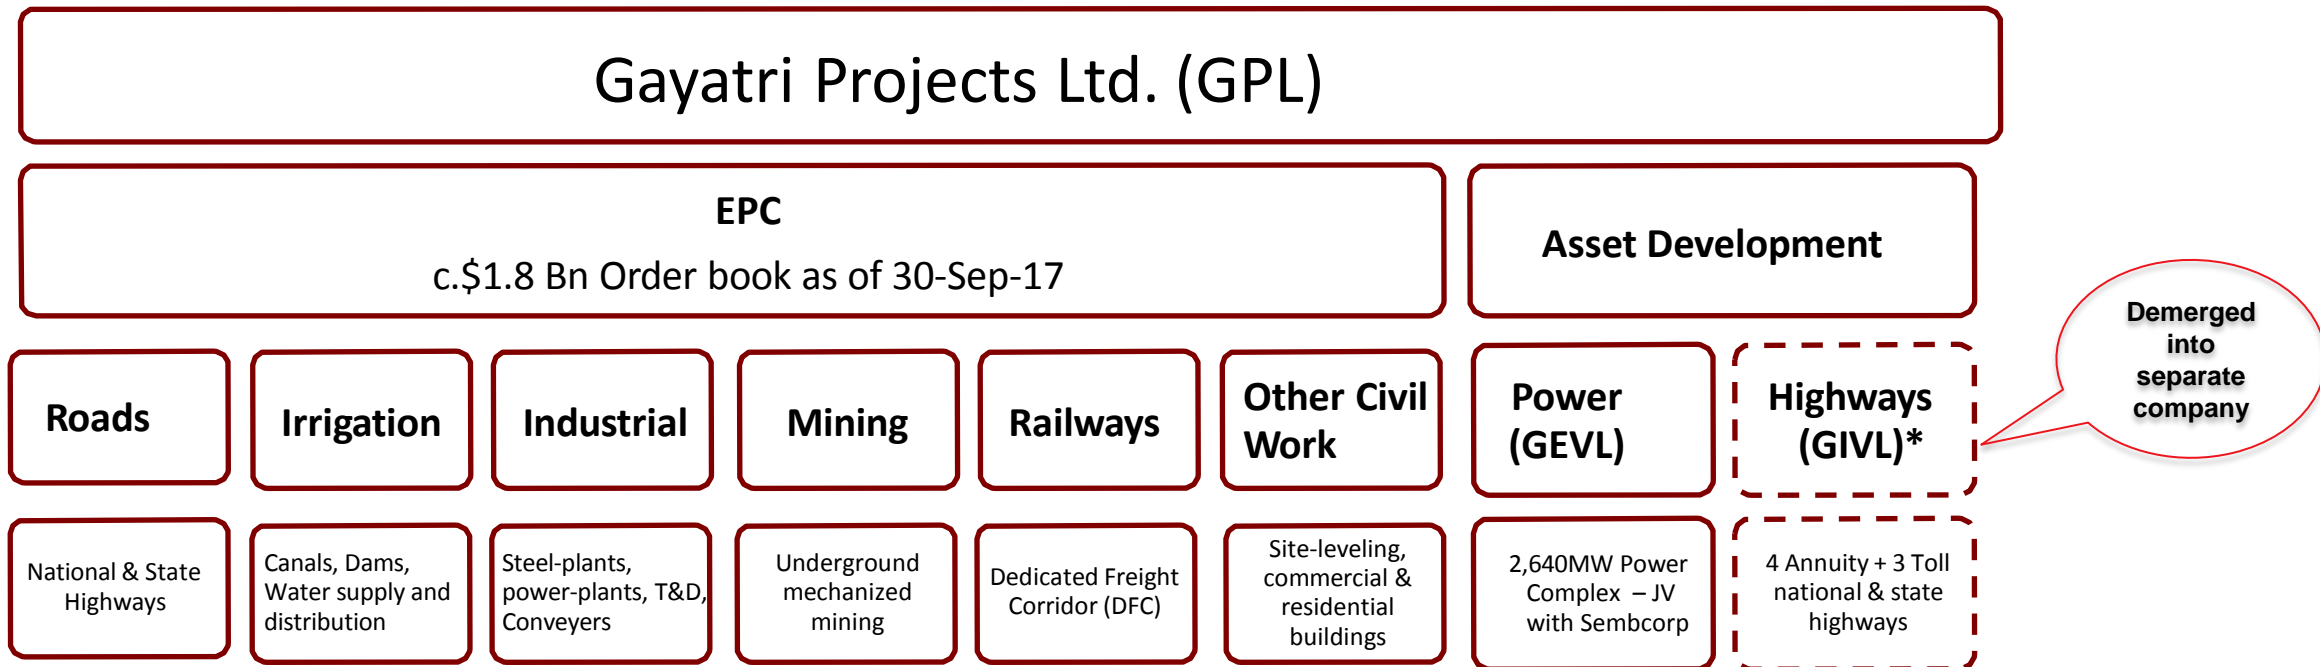 Gayatri Projects Ltd. (GPL)
EPC
c.$1.8 Bn Order book as of 30-Sep-17
Asset Development
Demerged
into
separate
company
Roads
Irrigation
Industrial
Mining
Railways
Other Civil
Work
Power
(GEVL)
Highways
(GIVL)*
National & State
Highways
Canals, Dams,
Water supply and
distribution
Steel-plants,
power-plants, T&D,
Conveyers
Underground
mechanized
mining
Dedicated Freight
Corridor (DFC)
Site-leveling,
commercial &
residential
buildings
2,640MW Power
Complex – JV
with Sembcorp
4 Annuity + 3 Toll
national & state
highways